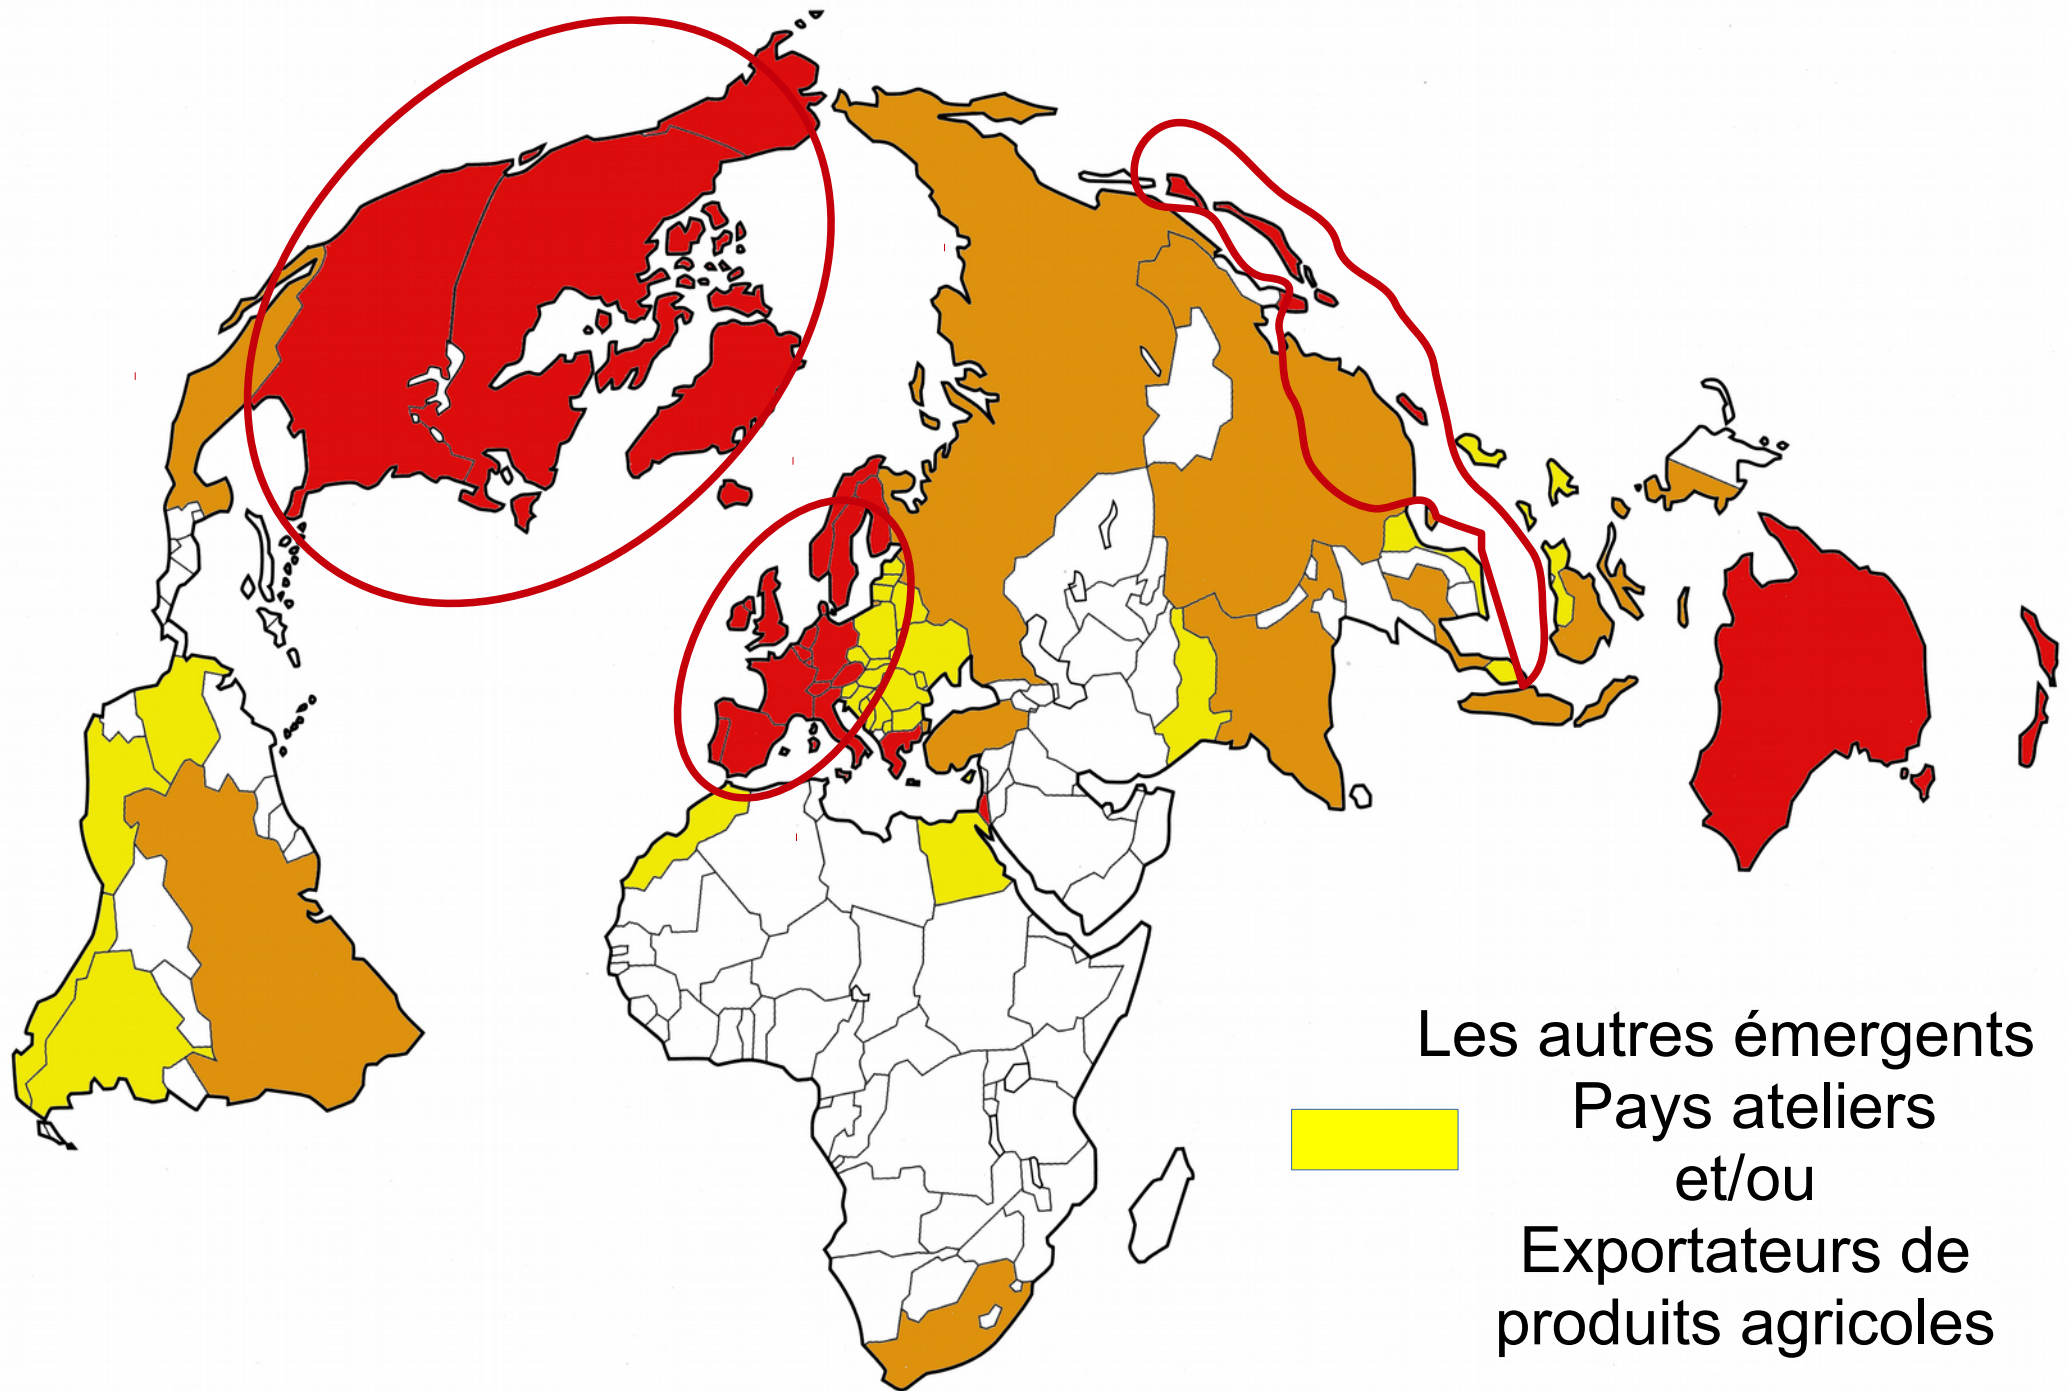 Les autres émergents
Pays ateliers
et/ou
Exportateurs de
produits agricoles